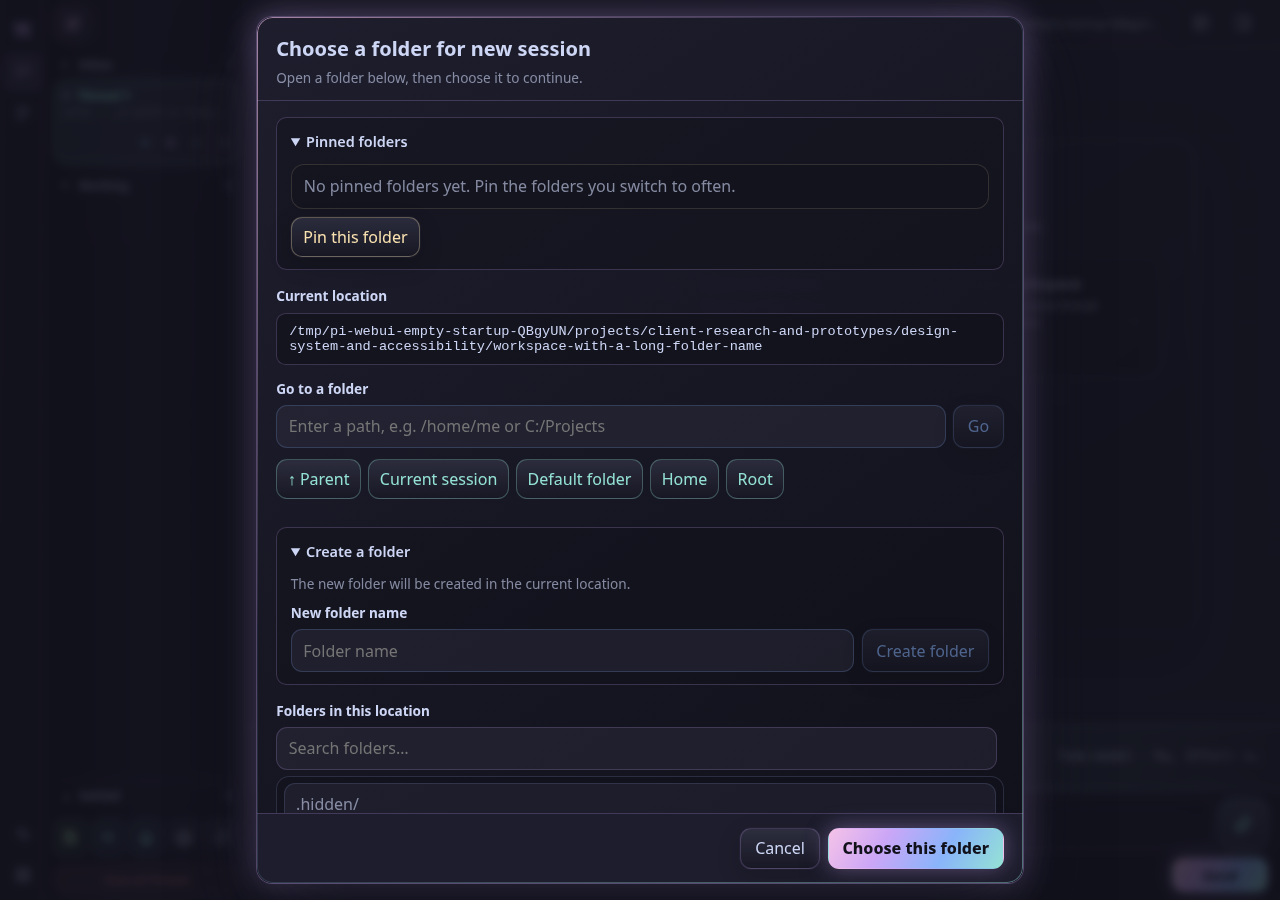 Choose a folder for new session
Open a folder below, then choose it to continue.
▼ Pinned folders
No pinned folders yet. Pin the folders you switch to often.
Pin this folder
Current location
/tmp/pi-webui-empty-startup-QBgyUN/projects/client-research-and-prototypes/design-
system-and-accessibility/workspace-with-a-long-folder-name
Go to a folder
Enter a path, e.g. /home/me or C:/Projects
Go
↑ Parent
Current session
Default folder
Home
Root
▼ Create a folder
The new folder will be created in the current location.
New folder name
Folder name
Create folder
Folders in this location
Search folders...
.hidden/
Cancel
Choose this folder